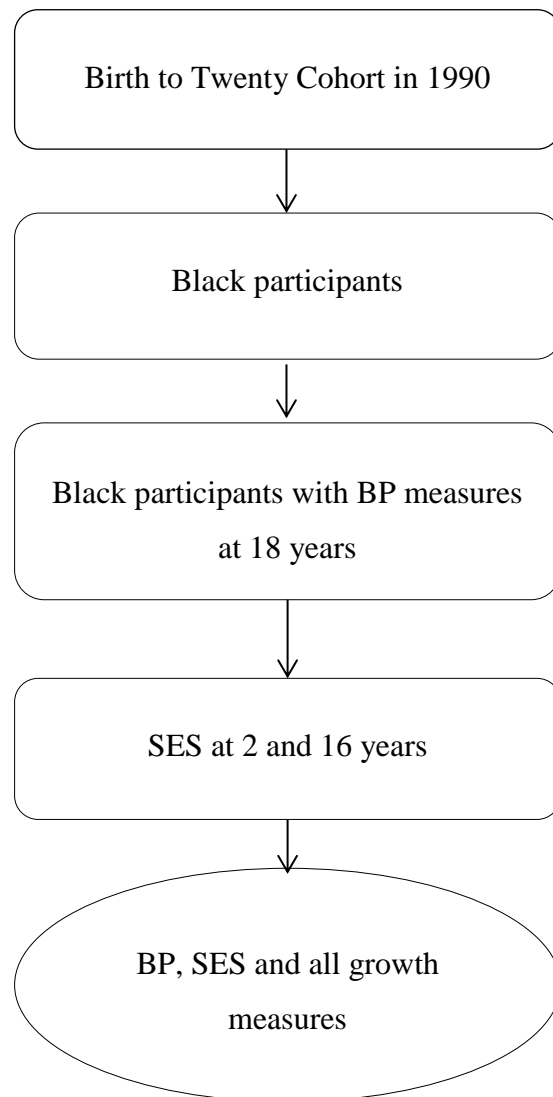 Birth to Twenty Cohort in 1990
Black participants
Black participants with BP measures
at 18 years
SES at 2 and 16 years
BP, SES and all growth
measures